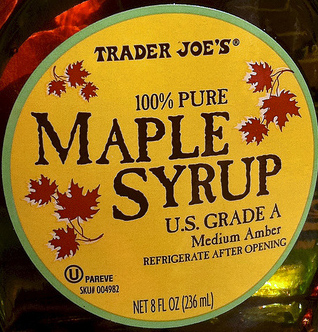 TRADER JOE'S®
100% PURE
MAPLE
SYRUP
U.S. GRADE A
Medium Amber
REFRIGERATE AFTER OPENING
U PAREVE
SKU# 004982
NET 8 FL OZ (236 mL)